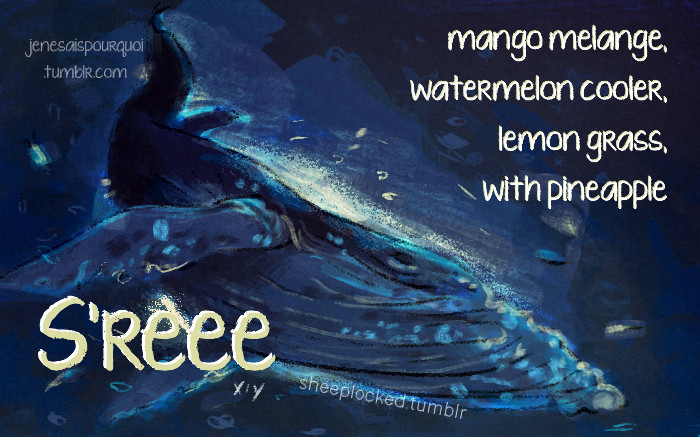 jenesaispourquoi
.tumblr.com
mango melange,
watermelon cooler,
lemon grass,
with pineapple
S'reee
sheeplocked.tumblr